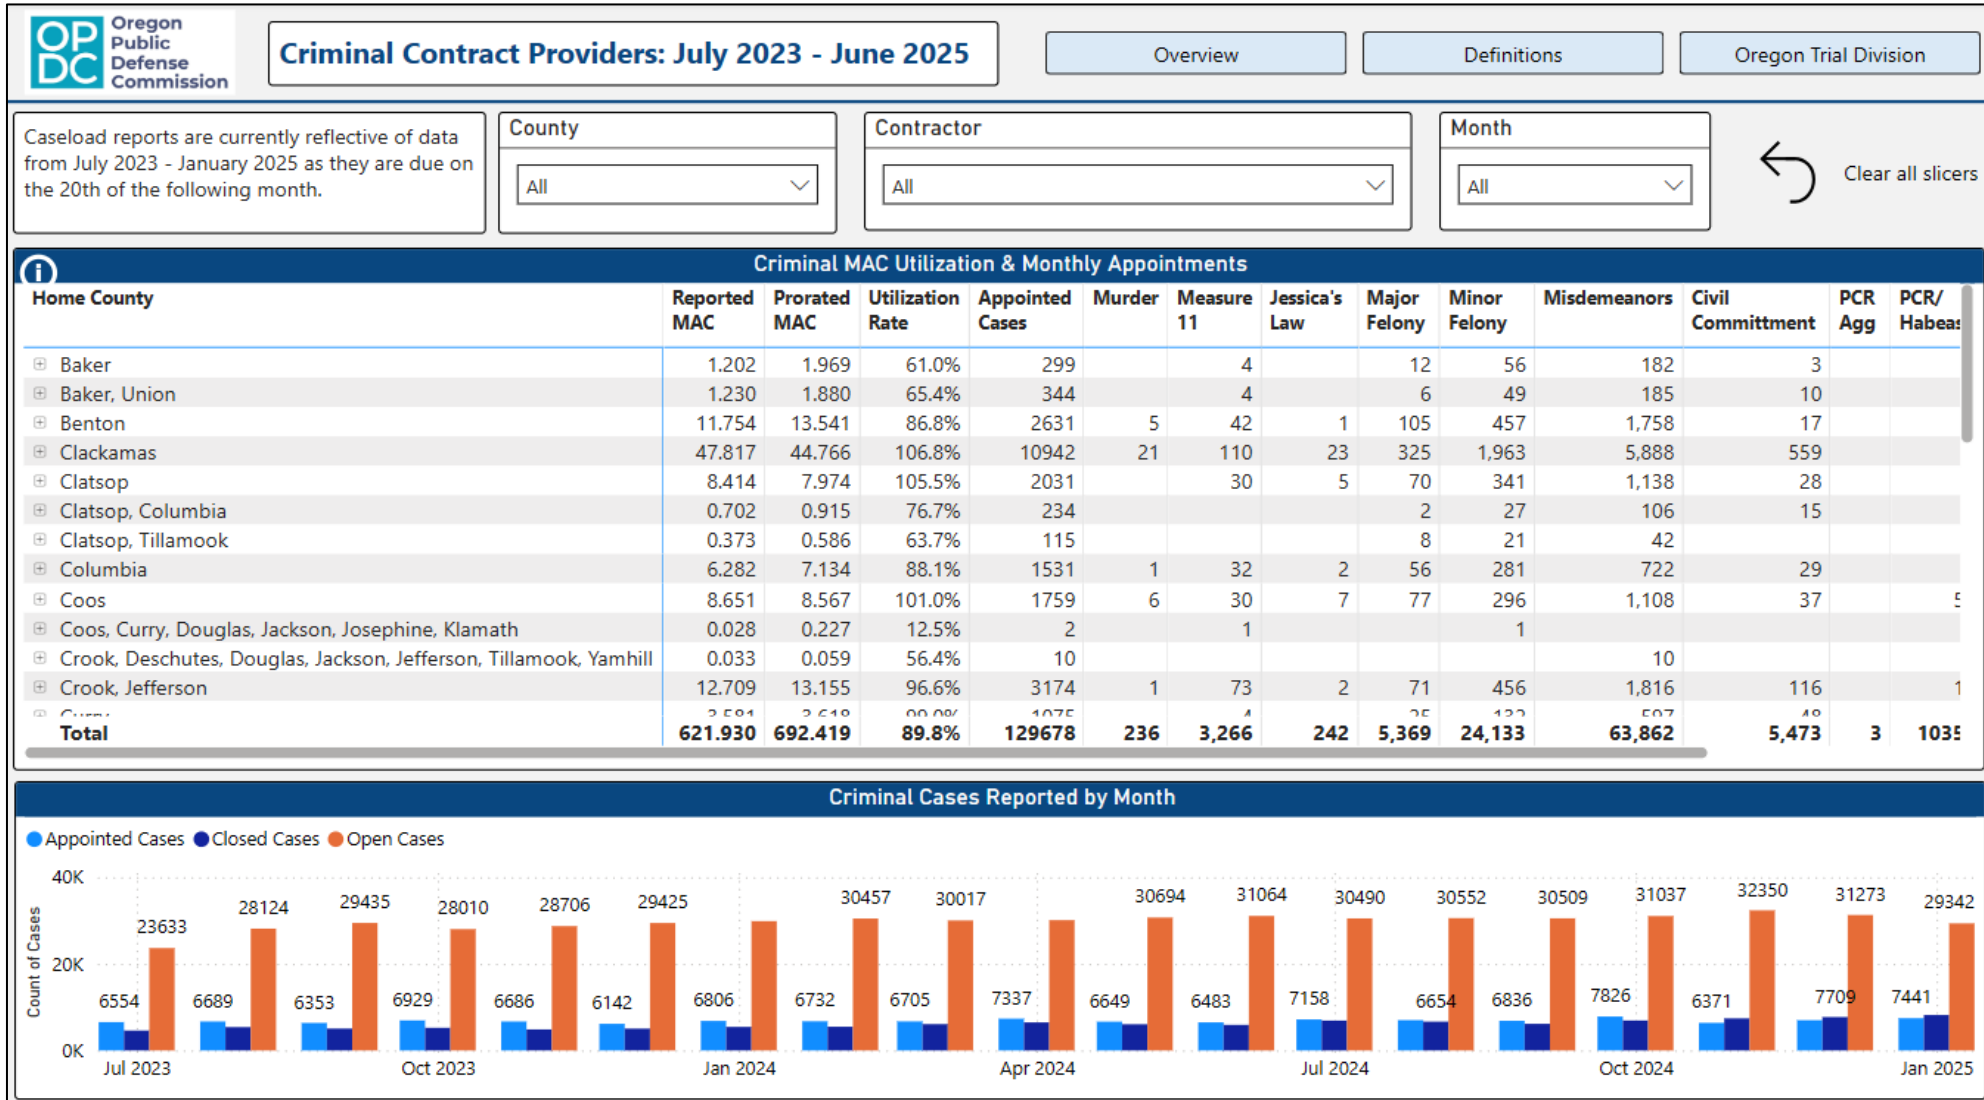 OP
DC
Oregon
Public
Defense
Commission
Criminal Contract Providers: July 2023 - June 2025
Overview
Definitions
Oregon Trial Division
Caseload reports are currently reflective of data
from July 2023 - January 2025 as they are due on
the 20th of the following month.
County
All
Contractor
All
Month
All
Clear all slicers
Criminal MAC Utilization & Monthly Appointments
Home County Reported MAC Prorated MAC Utilization Rate Appointed Cases Murder Measure 11 Jessica's Law Major Felony Minor Felony Misdemeanors Civil Committment PCR Agg PCR/ Habeas
Baker 1.202 1.969 61.0% 299 4 12 56 182 3
Baker, Union 1.230 1.880 65.4% 344 4 6 49 185 10
Benton 11.754 13.541 86.8% 2631 5 42 1 105 457 1,758 17
Clackamas 47.817 44.766 106.8% 10942 21 110 23 325 1,963 5,888 559
Clatsop 8.414 7.974 105.5% 2031 30 5 70 341 1,138 28
Clatsop, Columbia 0.702 0.915 76.7% 234 2 27 106 15
Clatsop, Tillamook 0.373 0.586 63.7% 115 8 21 42
Columbia 6.282 7.134 88.1% 1531 1 32 2 56 281 722 29
Coos 8.651 8.567 101.0% 1759 6 30 7 77 296 1,108 37
Coos, Curry, Douglas, Jackson, Josephine, Klamath 0.028 0.227 12.5% 2 1 1
Crook, Deschutes, Douglas, Jackson, Jefferson, Tillamook, Yamhill 0.033 0.059 56.4% 10 10
Crook, Jefferson 12.709 13.155 96.6% 3174 1 73 2 71 456 1,816 116 1
Curry 3.581 3.618 99.0% 1075 4 25 132 597 48
Total 621.930 692.419 89.8% 129678 236 3,266 242 5,369 24,133 63,862 5,473 3 1035
Criminal Cases Reported by Month
Appointed Cases Closed Cases Open Cases
Count of Cases
40K
20K
0K
23633 28124 29435 28010 28706 29425 30457 30017 30694 31064 30490 30552 30509 31037 32350 31273 29342
6554 6689 6353 6929 6686 6142 6806 6732 6705 7337 6649 6483 7158 6654 6836 7826 6371 7709 7441
Jul 2023 Oct 2023 Jan 2024 Apr 2024 Jul 2024 Oct 2024 Jan 2025